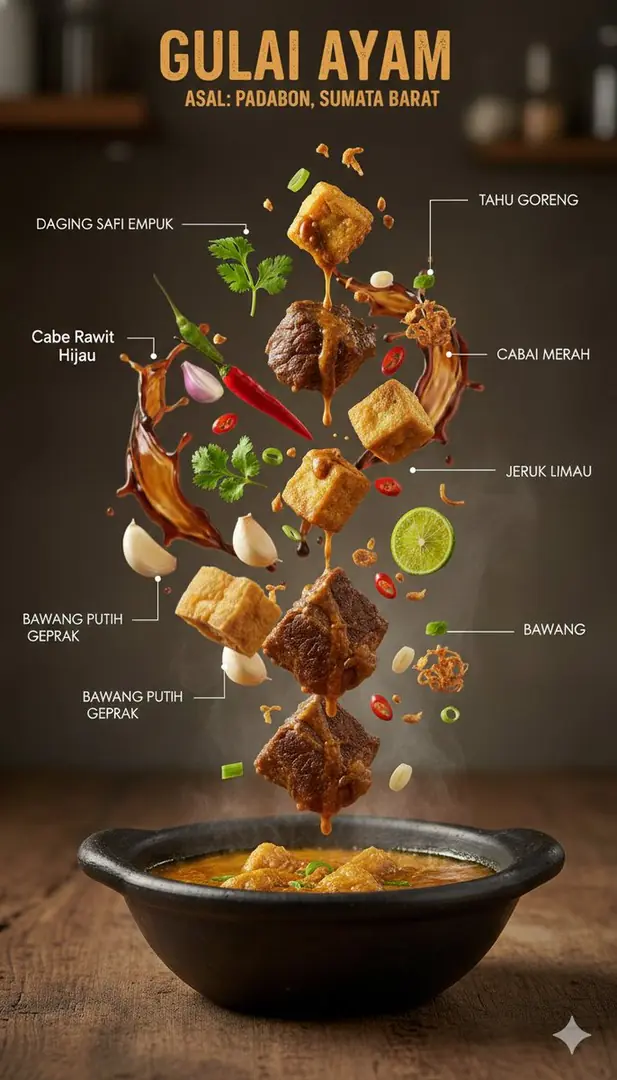 GULAI AYAM
ASAL: PADABON, SUMATA BARAT
TAHU GORENG
DAGING SAFI EMPUK
Cabe Rawit
Hijau
CABAI MERAH
JERUK LIMAU
BAWANG PUTIH
GEPRAK
BAWANG
BAWANG PUTIH
GEPRAK